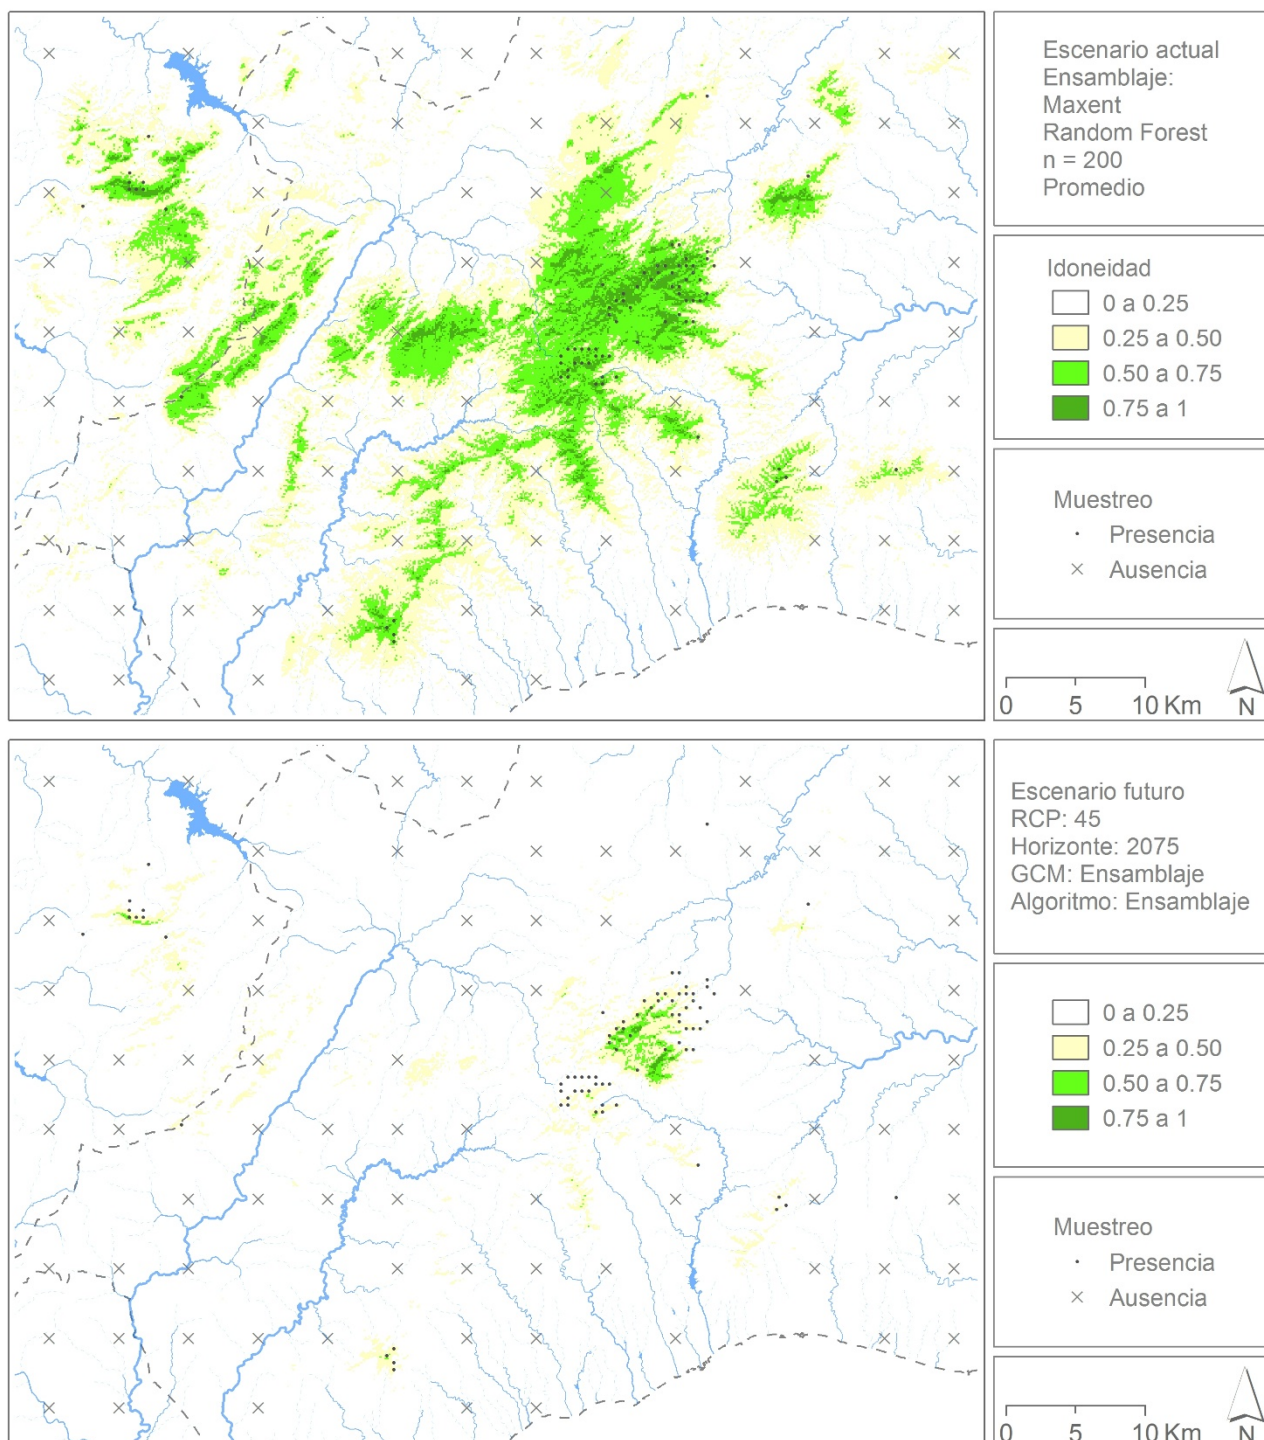 Escenario actual
Ensamblaje:
Maxent
Random Forest
n = 200
Promedio
Idoneidad
0 a 0.25
0.25 a 0.50
0.50 a 0.75
0.75 a 1
Muestreo
Presencia
Ausencia
0 5 10 Km N
Escenario futuro
RCP: 45
Horizonte: 2075
GCM: Ensamblaje
Algoritmo: Ensamblaje
0 a 0.25
0.25 a 0.50
0.50 a 0.75
0.75 a 1
Muestreo
Presencia
Ausencia
0 5 10 Km N